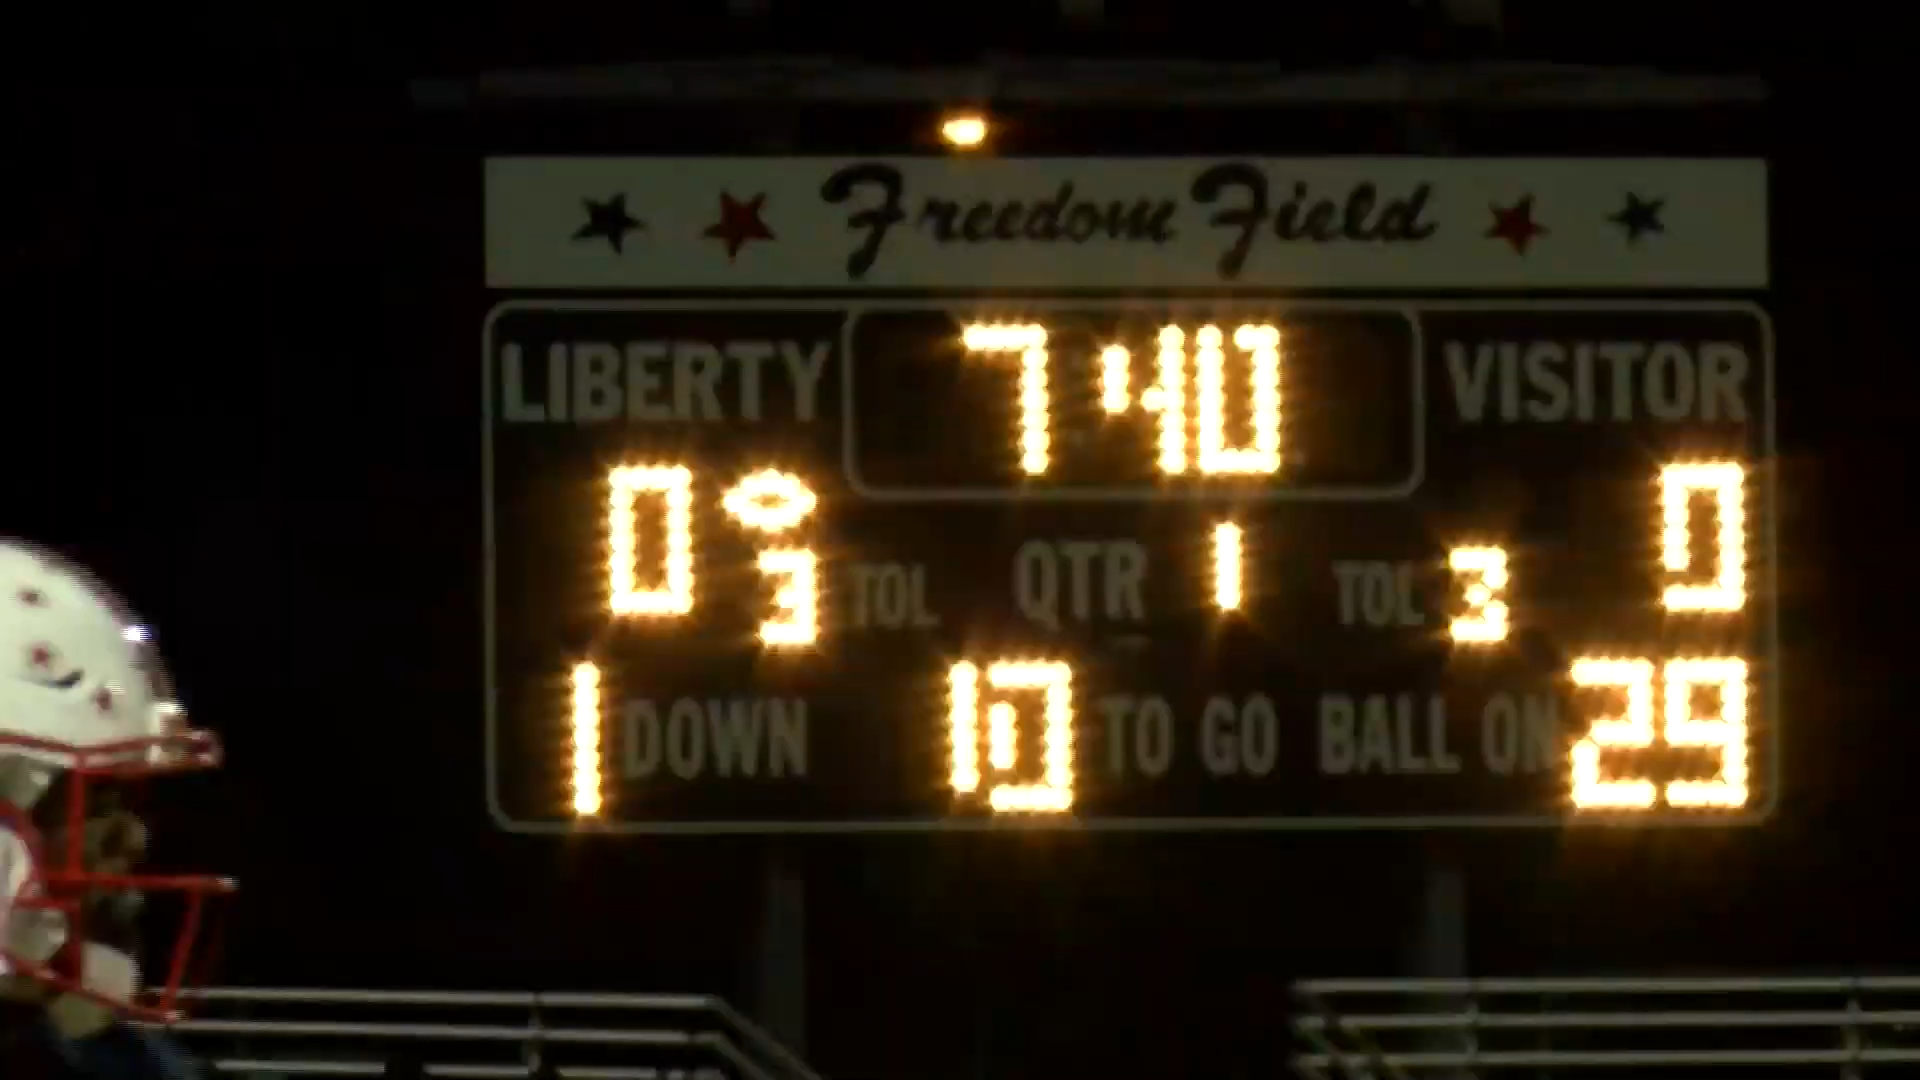 Freedom Field
LIBERTY 7:40 VISITOR
0 3 TOL QTR 1 TOL 3 0
1 DOWN 10 TO GO BALL ON 29